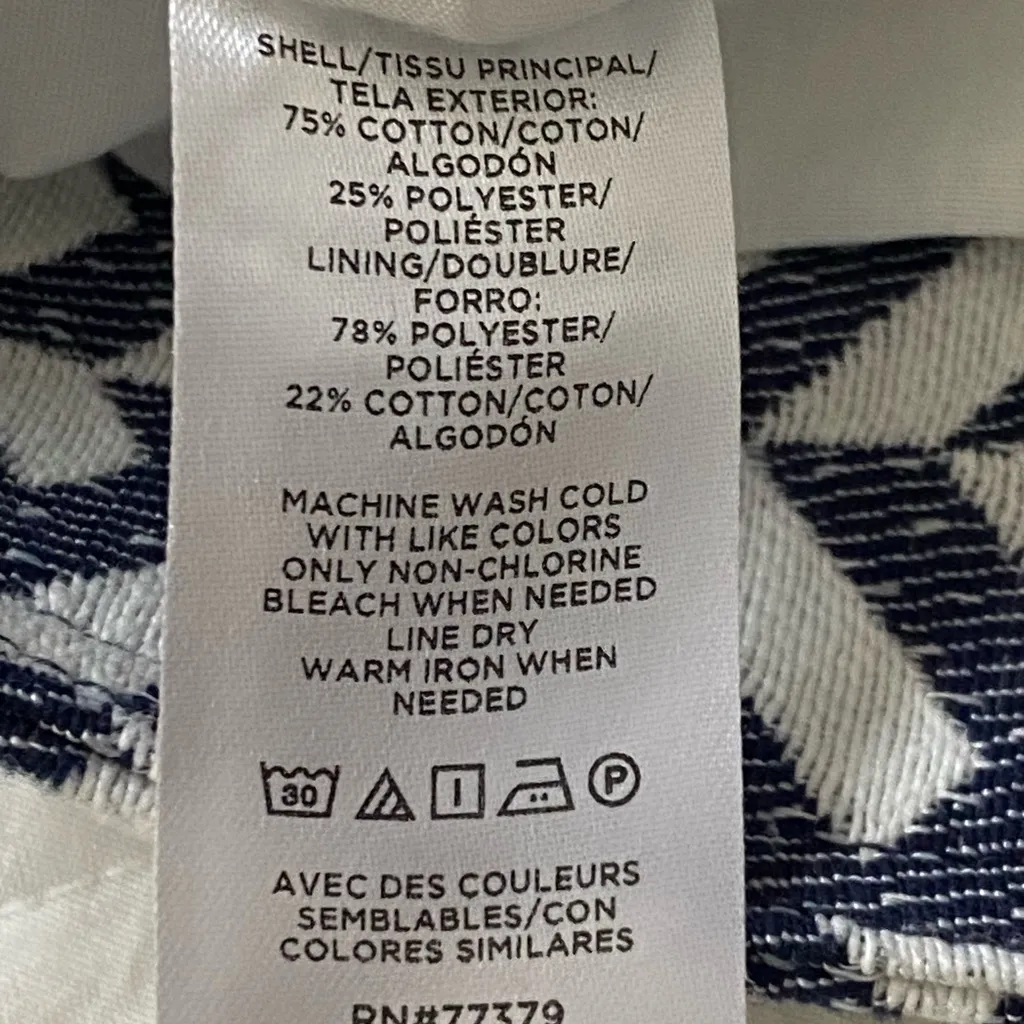 SHELL/TISSU PRINCIPAL/
TELA EXTERIOR:
75% COTTON/COTON/
ALGODÓN
25% POLYESTER/
POLIÉSTER
LINING/DOUBLURE/
FORRO:
78% POLYESTER/
POLIÉSTER
22% COTTON/COTON/
ALGODÓN
MACHINE WASH COLD
WITH LIKE COLORS
ONLY NON-CHLORINE
BLEACH WHEN NEEDED
LINE DRY
WARM IRON WHEN
NEEDED
30 P
AVEC DES COULEURS
SEMBLABLES/CON
COLORES SIMILARES
RN#77379